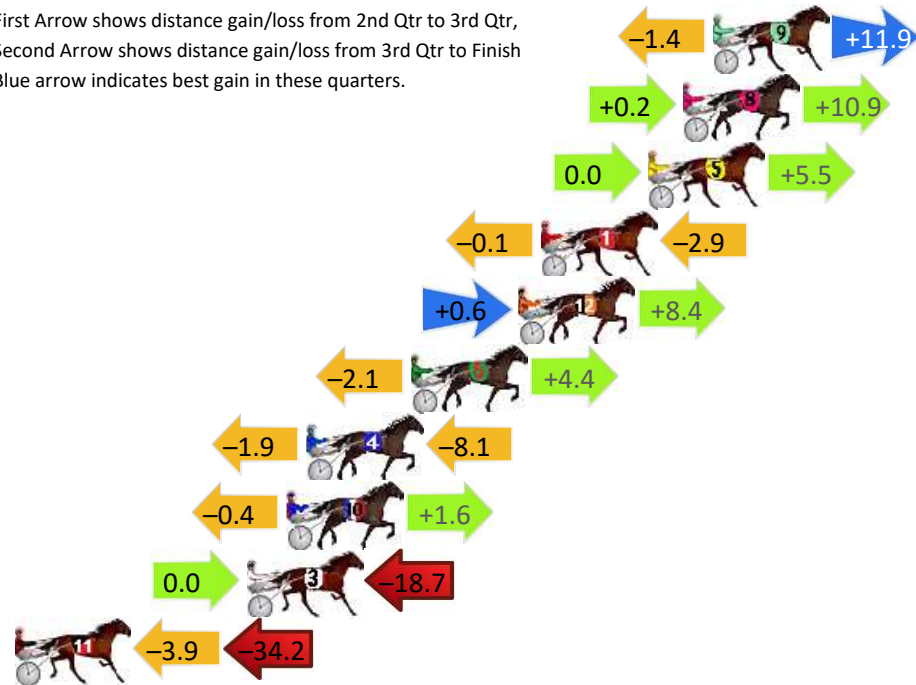 First Arrow shows distance gain/loss from 2nd Qtr to 3rd Qtr,
Second Arrow shows distance gain/loss from 3rd Qtr to Finish
Blue arrow indicates best gain in these quarters.
−1.4 9 +11.9
+0.2 8 +10.9
0.0 5 +5.5
−0.1 1 −2.9
+0.6 12 +8.4
−2.1 +4.4
−1.9 4 −8.1
−0.4 10 +1.6
0.0 3 −18.7
11 −3.9 −34.2